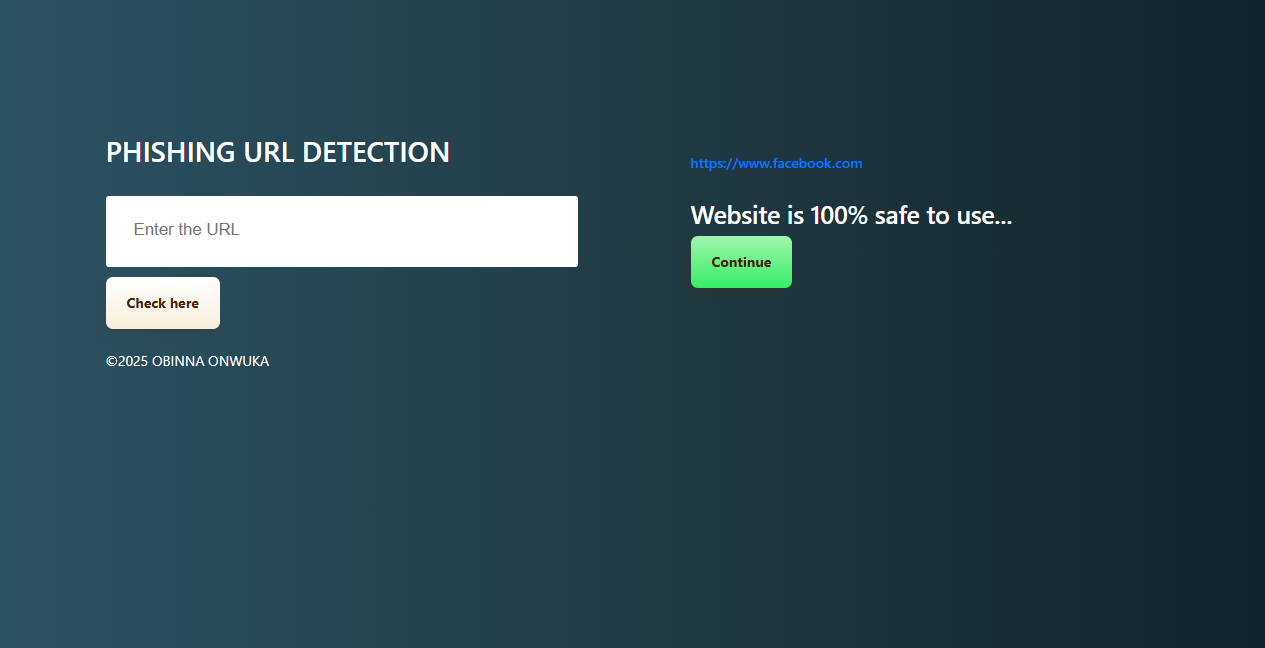 PHISHING URL DETECTION
Enter the URL
Check here
©2025 OBINNA ONWUKA
https://www.facebook.com
Website is 100% safe to use...
Continue